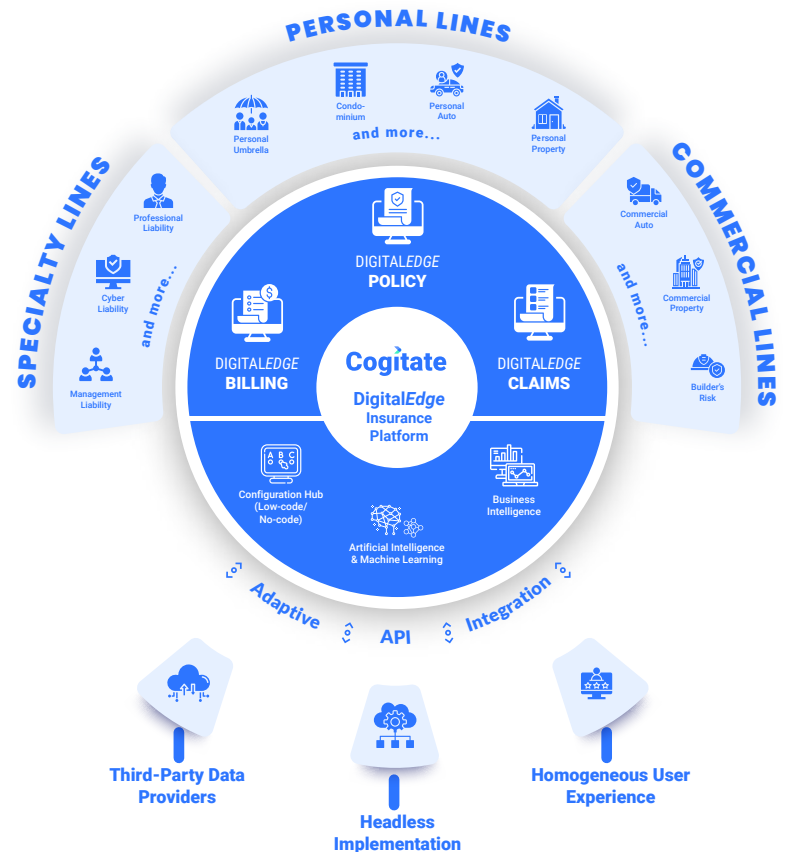 PERSONAL LINES
Personal
Umbrella
Condo-
minium
Personal
Auto
Personal
Property
and more...
SPECIALTY LINES
Professional
Liability
Cyber
Liability
Management
Liability
and more...
COMMERCIAL LINES
Commercial
Auto
Commercial
Property
Builder's
Risk
and more...
DIGITALEDGE
POLICY
DIGITALEDGE
BILLING
DIGITALEDGE
CLAIMS
$
Cogitate
DigitalEdge
Insurance
Platform
A B C
Configuration Hub
(Low-code/
No-code)
Artificial Intelligence
& Machine Learning
Business
Intelligence
Adaptive
API
Integration
Third-Party Data
Providers
Headless
Implementation
Homogeneous User
Experience